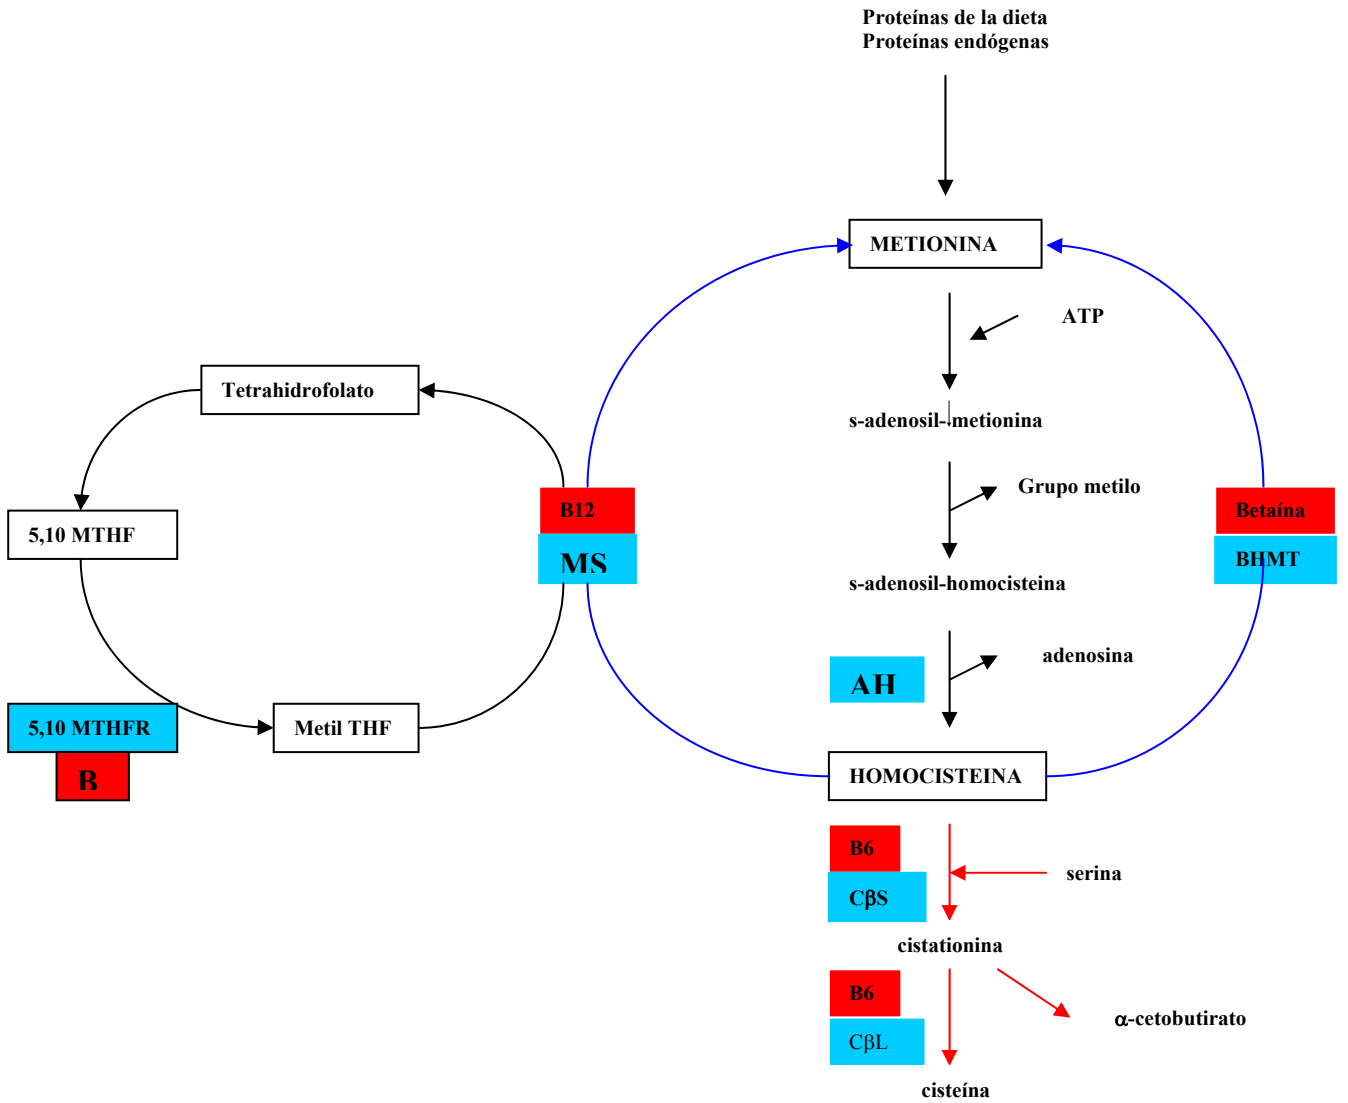 Proteínas de la dieta
Proteínas endógenas
METIONINA
ATP
Tetrahidrofolato
s-adenosil-metionina
Grupo metilo
B12
Betaína
5,10 MTHF
MS
BHMT
s-adenosil-homocisteina
adenosina
AH
5,10 MTHFR
Metil THF
B
HOMOCISTEINA
B6
serina
CβS
cistationina
B6
α-cetobutirato
CβL
cisteína